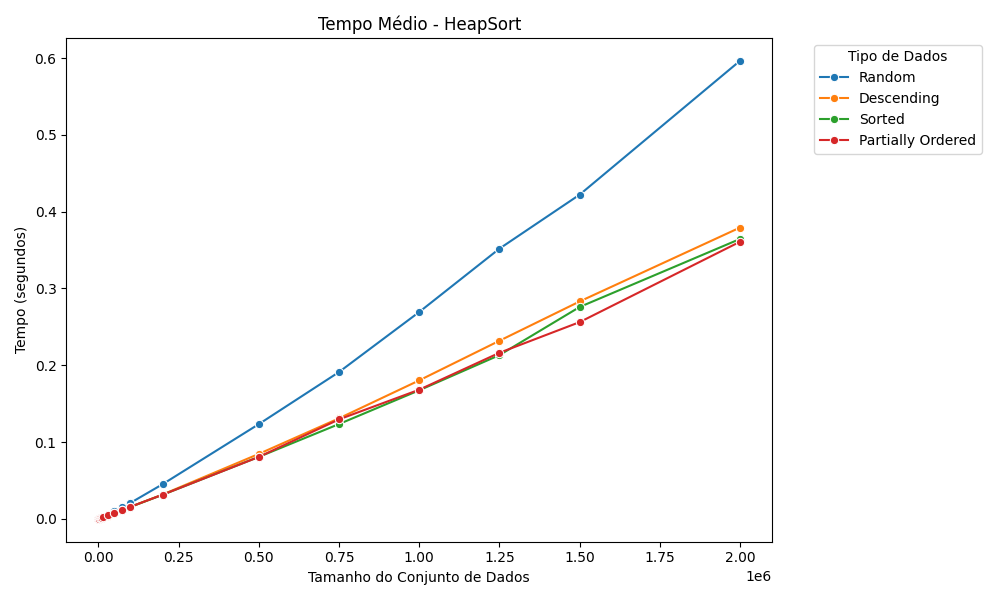 Tempo Médio - HeapSort
Tipo de Dados
Random
Descending
Sorted
Partially Ordered
Tempo (segundos)
0.6
0.5
0.4
0.3
0.2
0.1
0.0
0.00 0.25 0.50 0.75 1.00 1.25 1.50 1.75 2.00
1e6
Tamanho do Conjunto de Dados